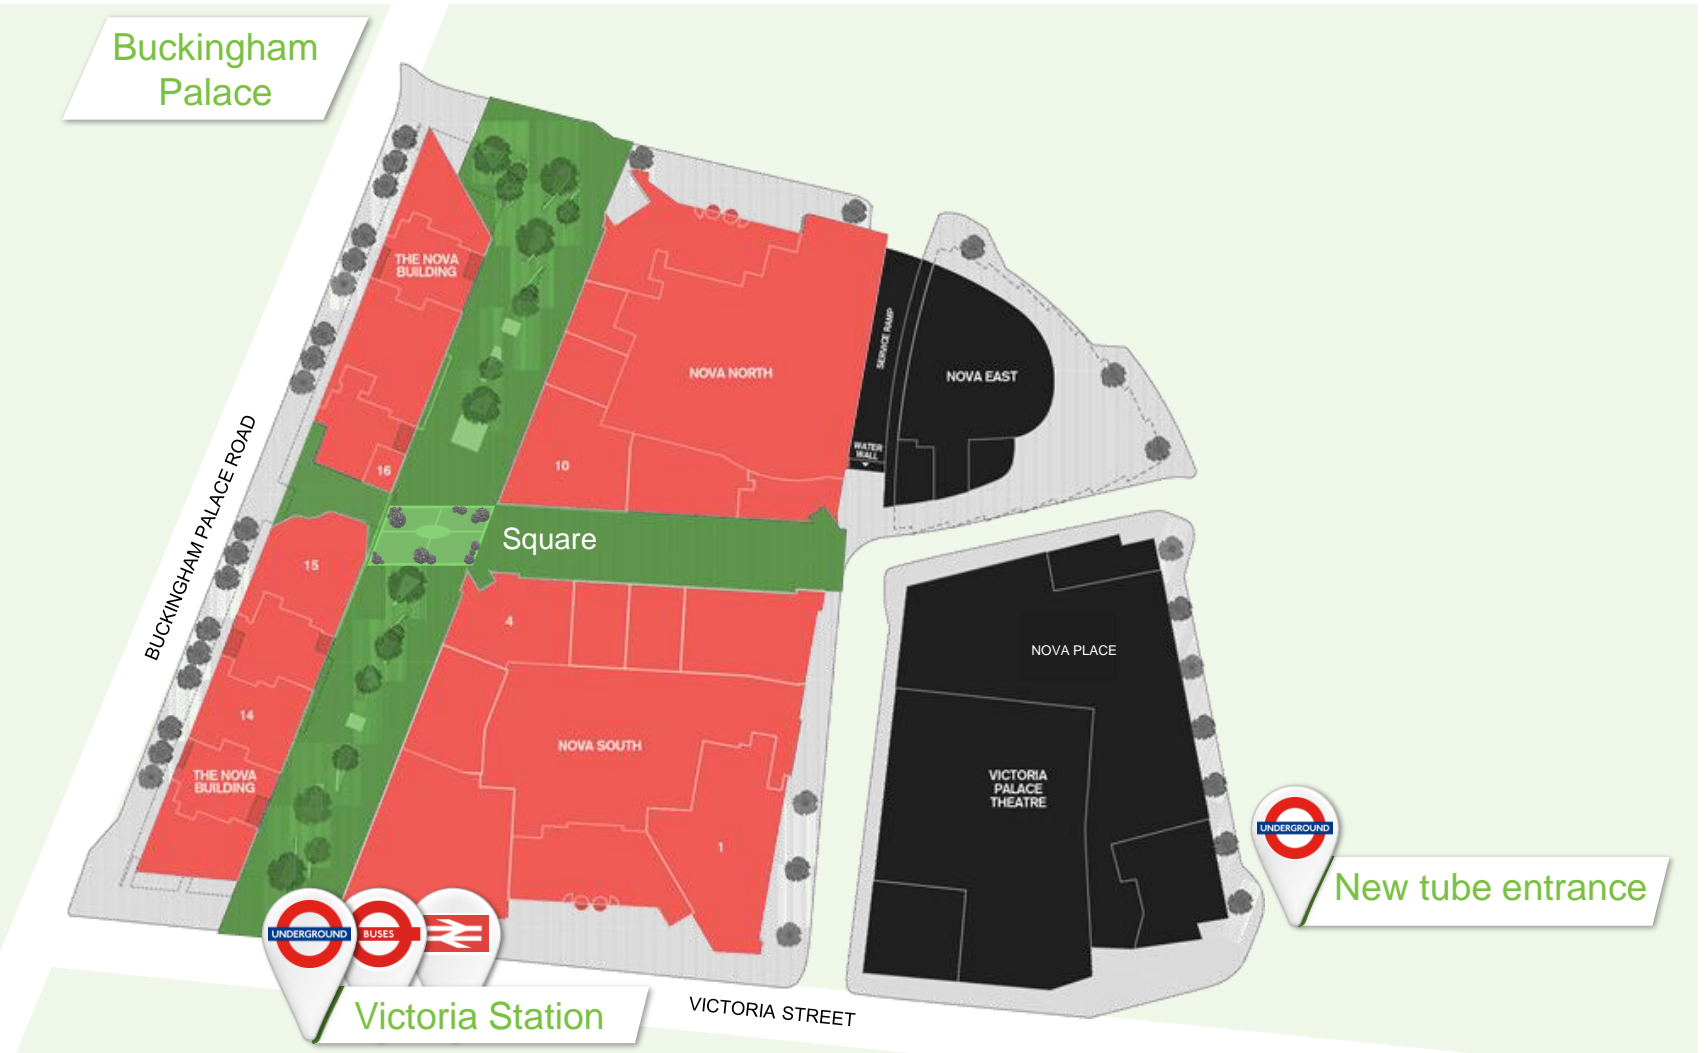 Buckingham
Palace
THE NOVA
BUILDING
NOVA NORTH
SERVICE RAMP
NOVA EAST
BUCKINGHAM PALACE ROAD
16
10
WATER
WALL
Square
15
4
NOVA PLACE
14
NOVA SOUTH
THE NOVA
BUILDING
VICTORIA
PALACE
THEATRE
1
UNDERGROUND
New tube entrance
UNDERGROUND
BUSES
Victoria Station
VICTORIA STREET